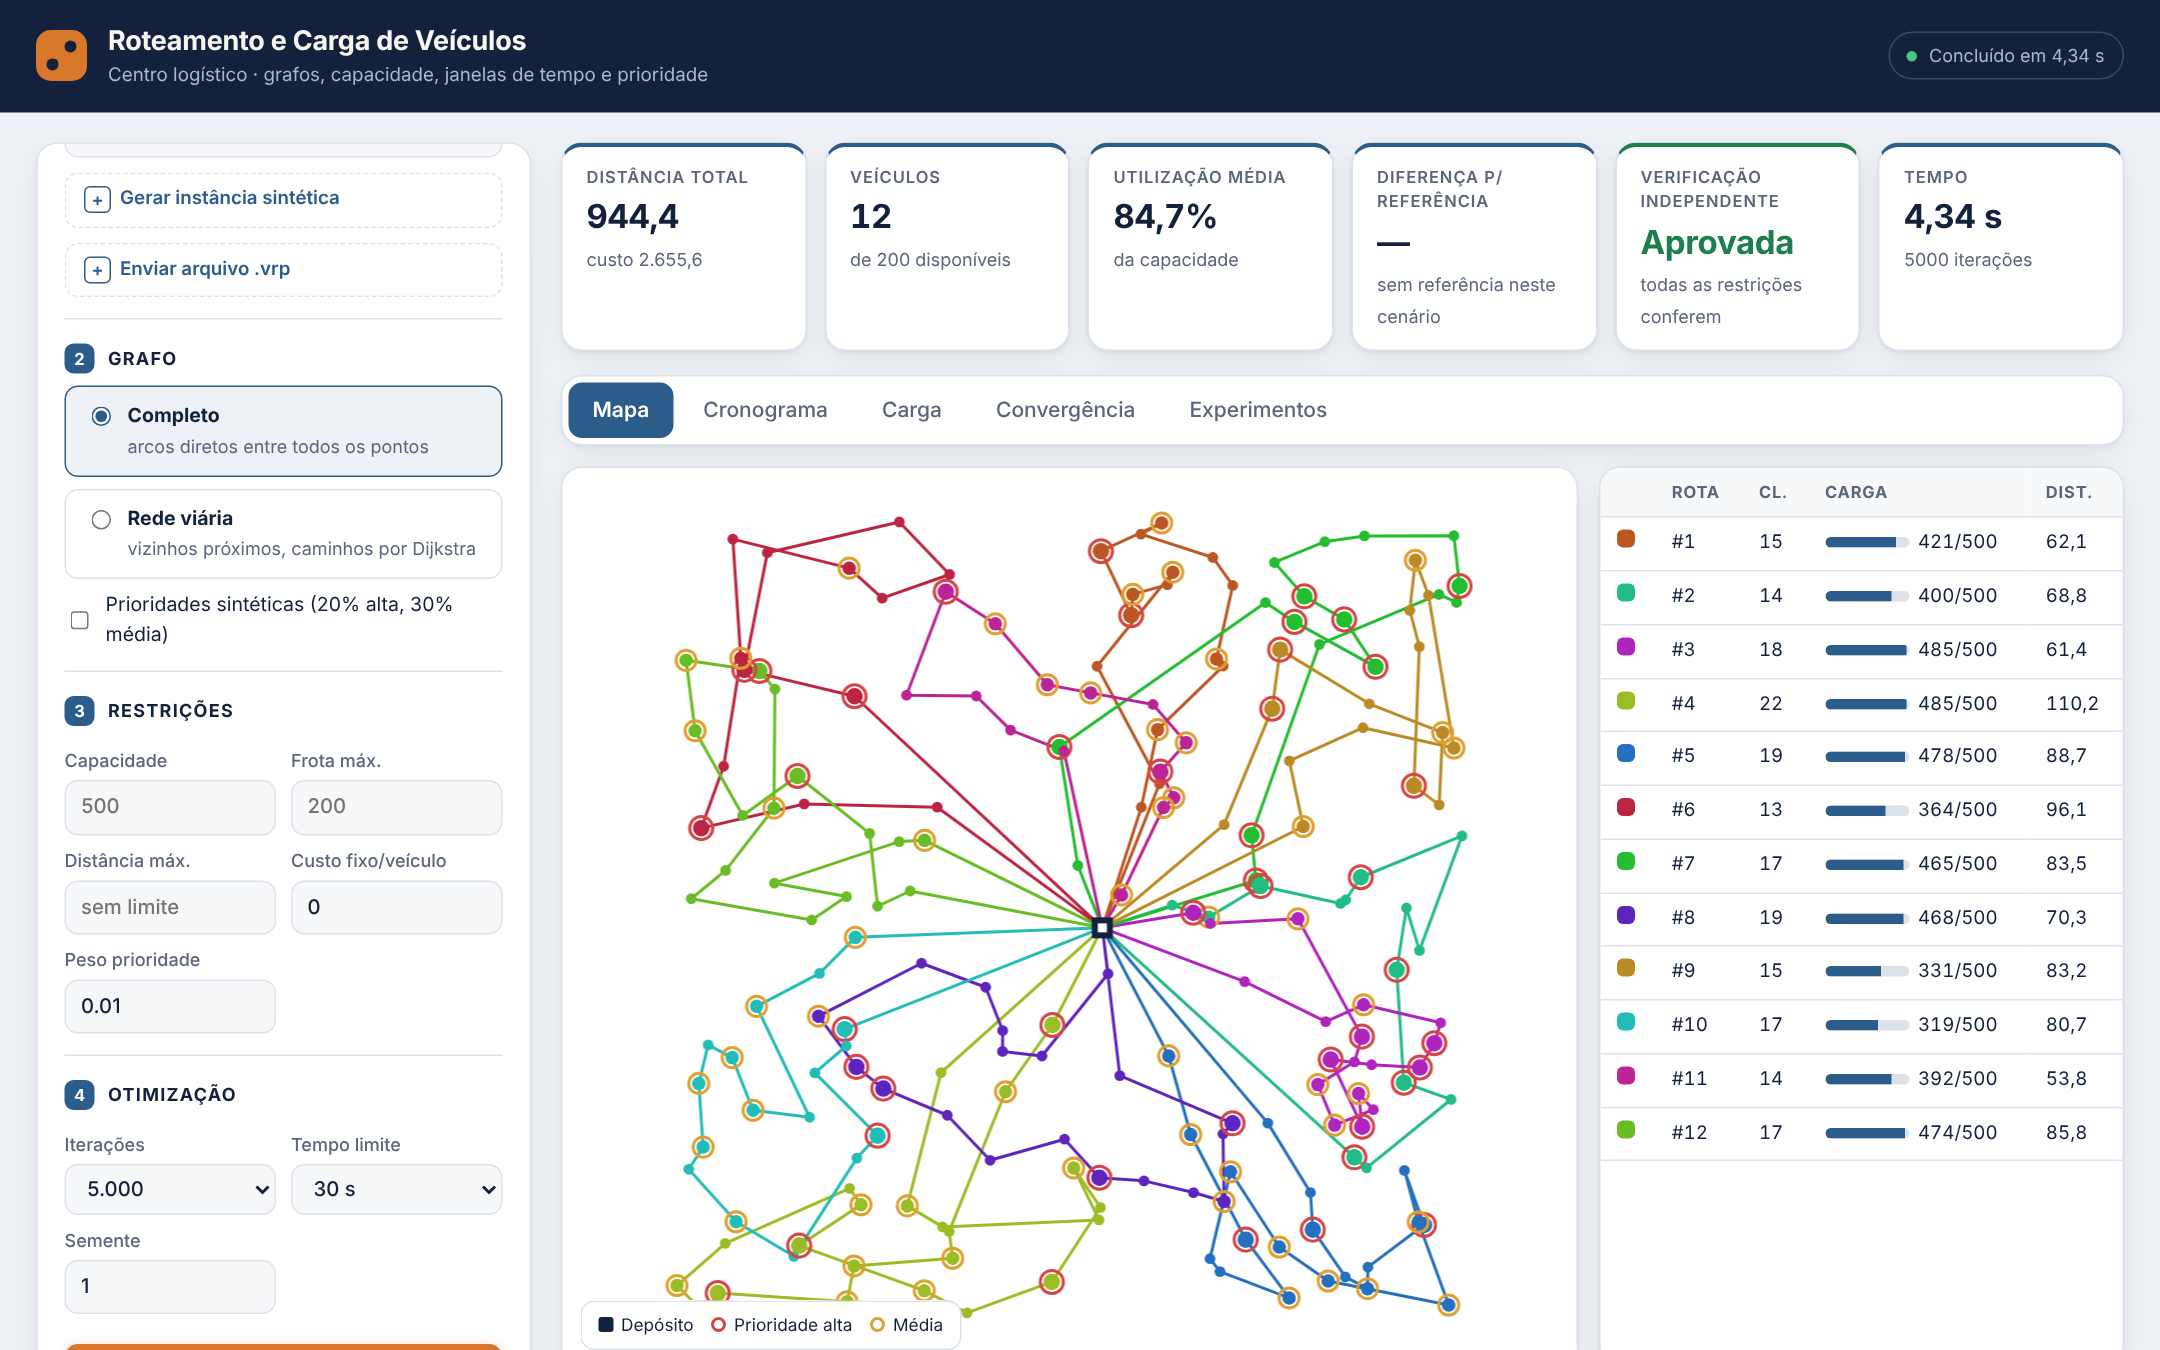 Roteamento e Carga de Veículos
Centro logístico · grafos, capacidade, janelas de tempo e prioridade
Concluído em 4,34 s
+ Gerar instância sintética
+ Enviar arquivo .vrp
2 GRAFO
Completo
arcos diretos entre todos os pontos
Rede viária
vizinhos próximos, caminhos por Dijkstra
Prioridades sintéticas (20% alta, 30%
média)
3 RESTRIÇÕES
Capacidade Frota máx.
500 200
Distância máx. Custo fixo/veículo
sem limite 0
Peso prioridade
0.01
4 OTIMIZAÇÃO
Iterações Tempo limite
5.000 30 s
Semente
1
DISTÂNCIA TOTAL
944,4
custo 2.655,6
VEÍCULOS
12
de 200 disponíveis
UTILIZAÇÃO MÉDIA
84,7%
da capacidade
DIFERENÇA P/
REFERÊNCIA
—
sem referência neste
cenário
VERIFICAÇÃO
INDEPENDENTE
Aprovada
todas as restrições
conferem
TEMPO
4,34 s
5000 iterações
Mapa Cronograma Carga Convergência Experimentos
Depósito Prioridade alta Média
ROTA CL. CARGA DIST.
#1 15 421/500 62,1
#2 14 400/500 68,8
#3 18 485/500 61,4
#4 22 485/500 110,2
#5 19 478/500 88,7
#6 13 364/500 96,1
#7 17 465/500 83,5
#8 19 468/500 70,3
#9 15 331/500 83,2
#10 17 319/500 80,7
#11 14 392/500 53,8
#12 17 474/500 85,8